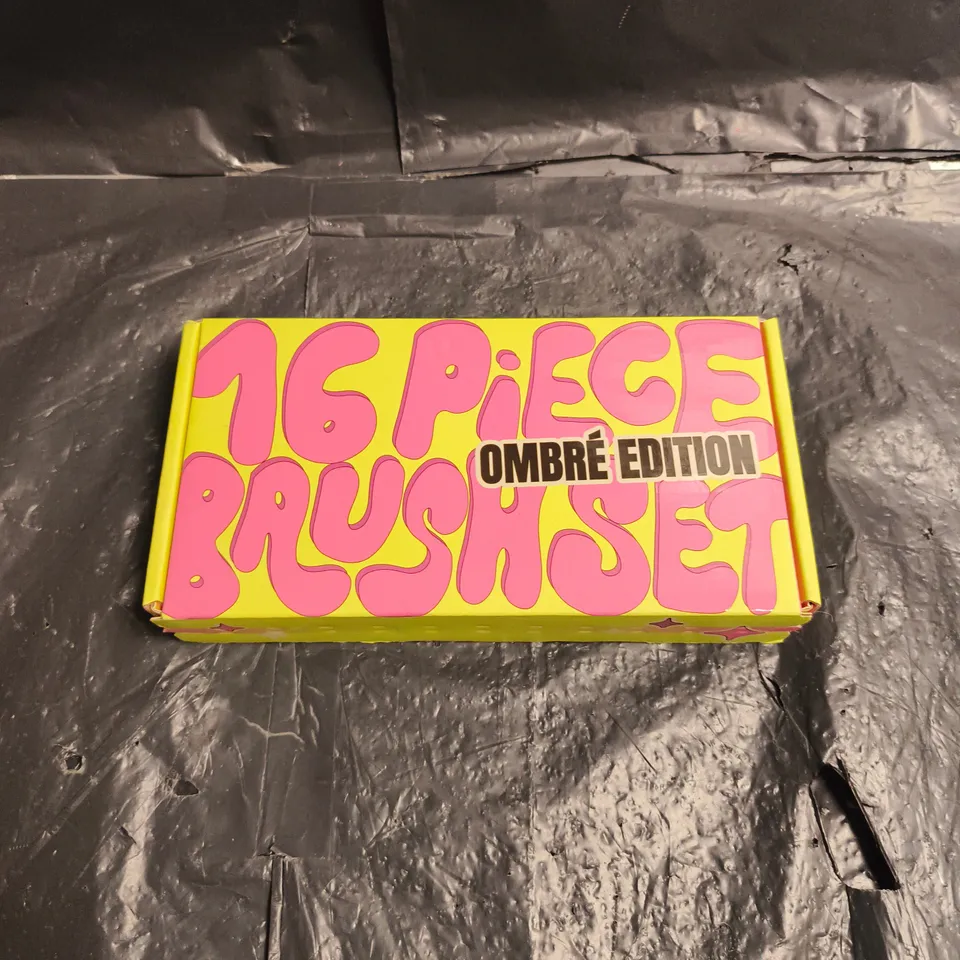 16 PiECE
OMBRÉ EDITION
BRUSH SET